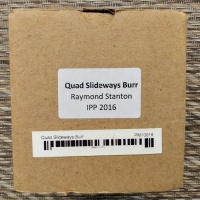 Quad Slideways Burr
Raymond Stanton
IPP 2016
Quad Slideways Burr